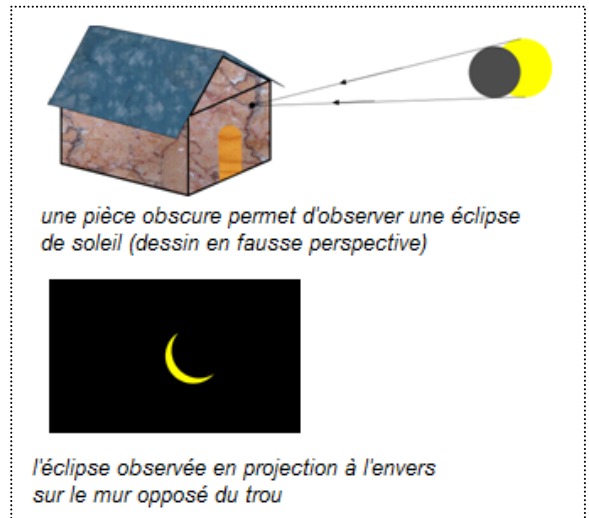 une pièce obscure permet d'observer une éclipse
de soleil (dessin en fausse perspective)
l'éclipse observée en projection à l'envers
sur le mur opposé du trou